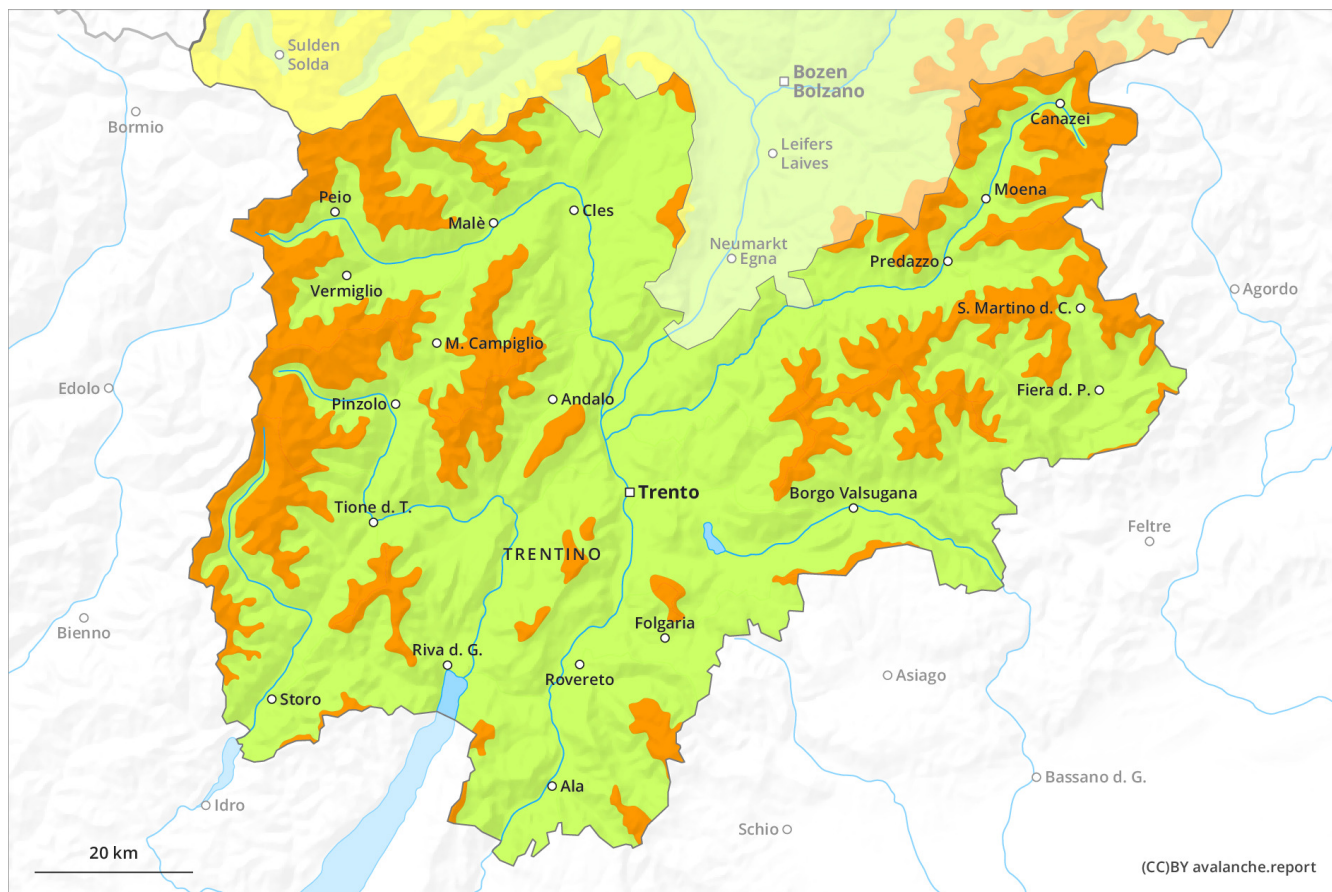 Sulden
Solda
Bozen
Bolzano
Bormio
Canazei
Leifers
Laives
Peio
Moena
Malè
Cles
Neumarkt
Egna
Predazzo
Vermiglio
Agordo
S. Martino d. C.
M. Campiglio
Edolo
Pinzolo
Andalo
Fiera d. P.
Trento
Borgo Valsugana
Tione d. T.
Feltre
TRENTINO
Bienno
Folgaria
Riva d. G.
Rovereto
Asiago
Storo
Bassano d. G.
Ala
Idro
Schio
20 km
(CC)BY avalanche.report